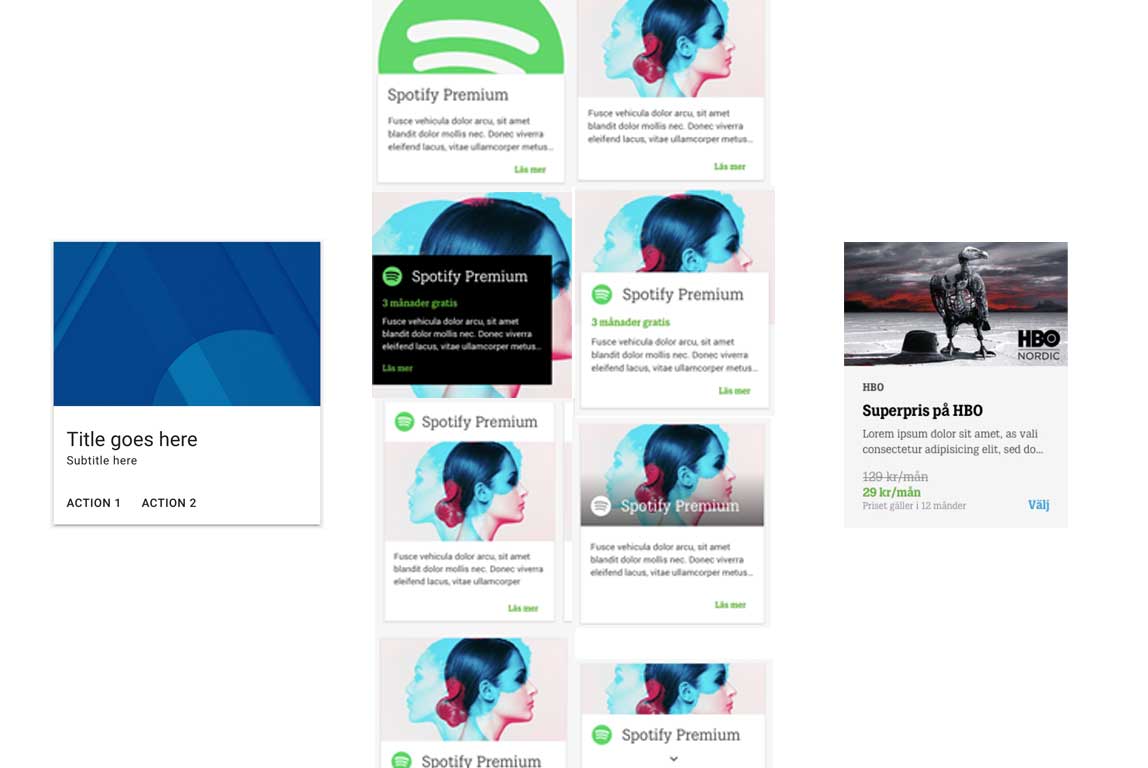 Title goes here
Subtitle here
ACTION 1 ACTION 2
Spotify Premium
Fusce vehicula dolor arcu, sit amet
blandit dolor mollis nec. Donec viverra
eleifend lacus, vitae ullamcorper metus...
Läs mer
Fusce vehicula dolor arcu, sit amet
blandit dolor mollis nec. Donec viverra
eleifend lacus, vitae ullamcorper metus...
Läs mer
Spotify Premium
3 månader gratis
Fusce vehicula dolor arcu, sit amet
blandit dolor mollis nec. Donec viverra
eleifend lacus, vitae ullamcorper metus...
Läs mer
Spotify Premium
3 månader gratis
Fusce vehicula dolor arcu, sit amet
blandit dolor mollis nec. Donec viverra
eleifend lacus, vitae ullamcorper metus...
Läs mer
Spotify Premium
Fusce vehicula dolor arcu, sit amet
blandit dolor mollis nec. Donec viverra
eleifend lacus, vitae ullamcorper
Läs mer
Spotify Premium
Fusce vehicula dolor arcu, sit amet
blandit dolor mollis nec. Donec viverra
eleifend lacus, vitae ullamcorper metus...
Läs mer
Spotify Premium
Spotify Premium
HBO
NORDIC
HBO
Superpris på HBO
Lorem ipsum dolor sit amet, as vali
consectetur adipisicing elit, sed do...
129 kr/mån
29 kr/mån
Priset gäller i 12 månder
Välj